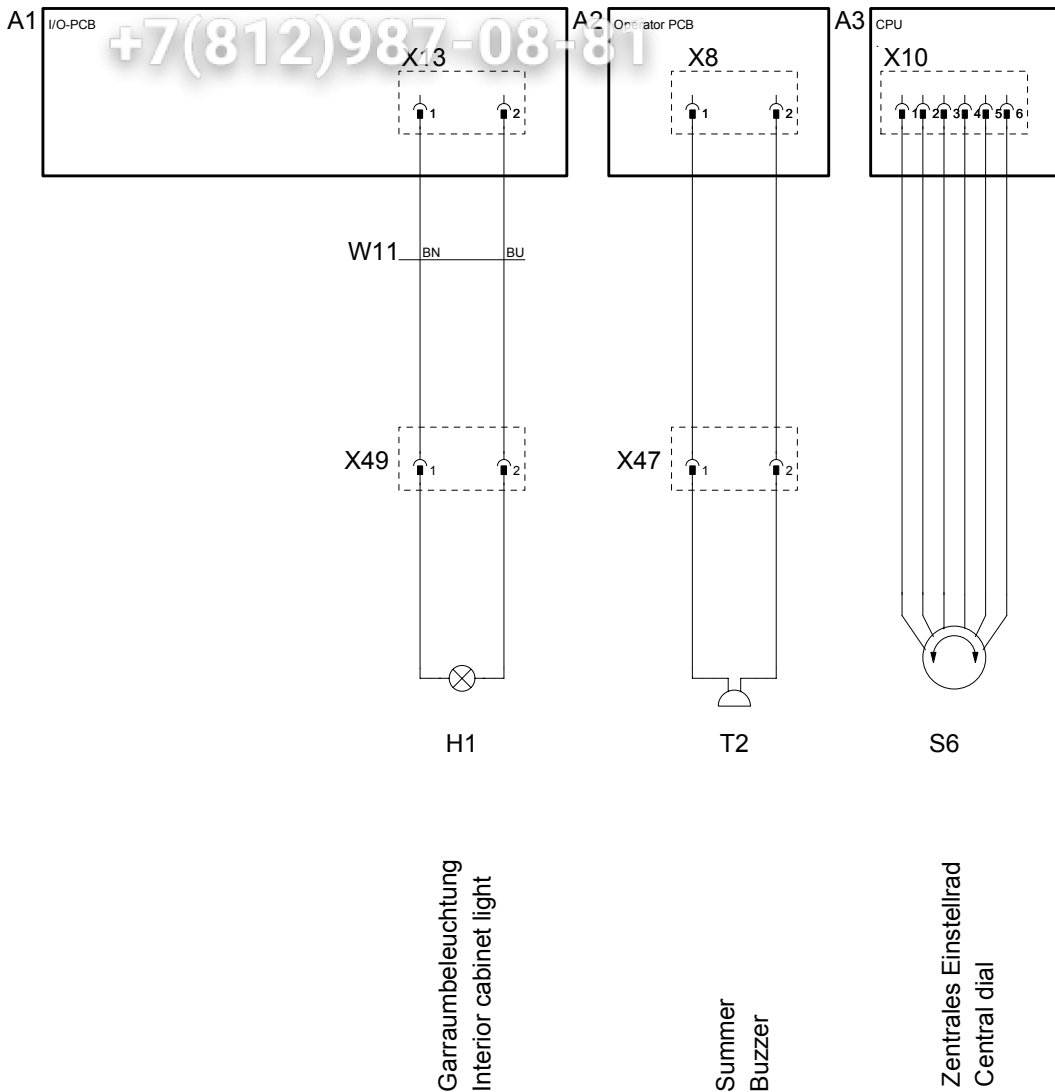 A1 I/O-PCB
+7(812)987-08-81
A2 Operator PCB
A3 CPU
X13
X8
X10
1 2
1 2
1 2 3 4 5 6
W11 BN BU
X49 1 2
X47 1 2
H1
T2
S6
Garraumbeleuchtung
Interior cabinet light
Summer
Buzzer
Zentrales Einstellrad
Central dial